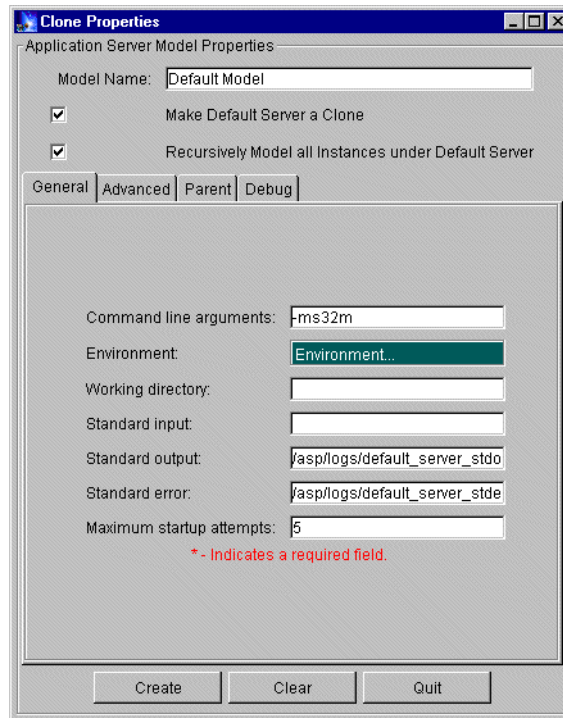 Clone Properties
Application Server Model Properties
Model Name: Default Model
Make Default Server a Clone
Recursively Model all Instances under Default Server
General Advanced Parent Debug
Command line arguments: -ms32m
Environment: Environment...
Working directory:
Standard input:
Standard output: /asp/logs/default_server_stdo
Standard error: /asp/logs/default_server_stde
Maximum startup attempts: 5
* - Indicates a required field.
Create Clear Quit